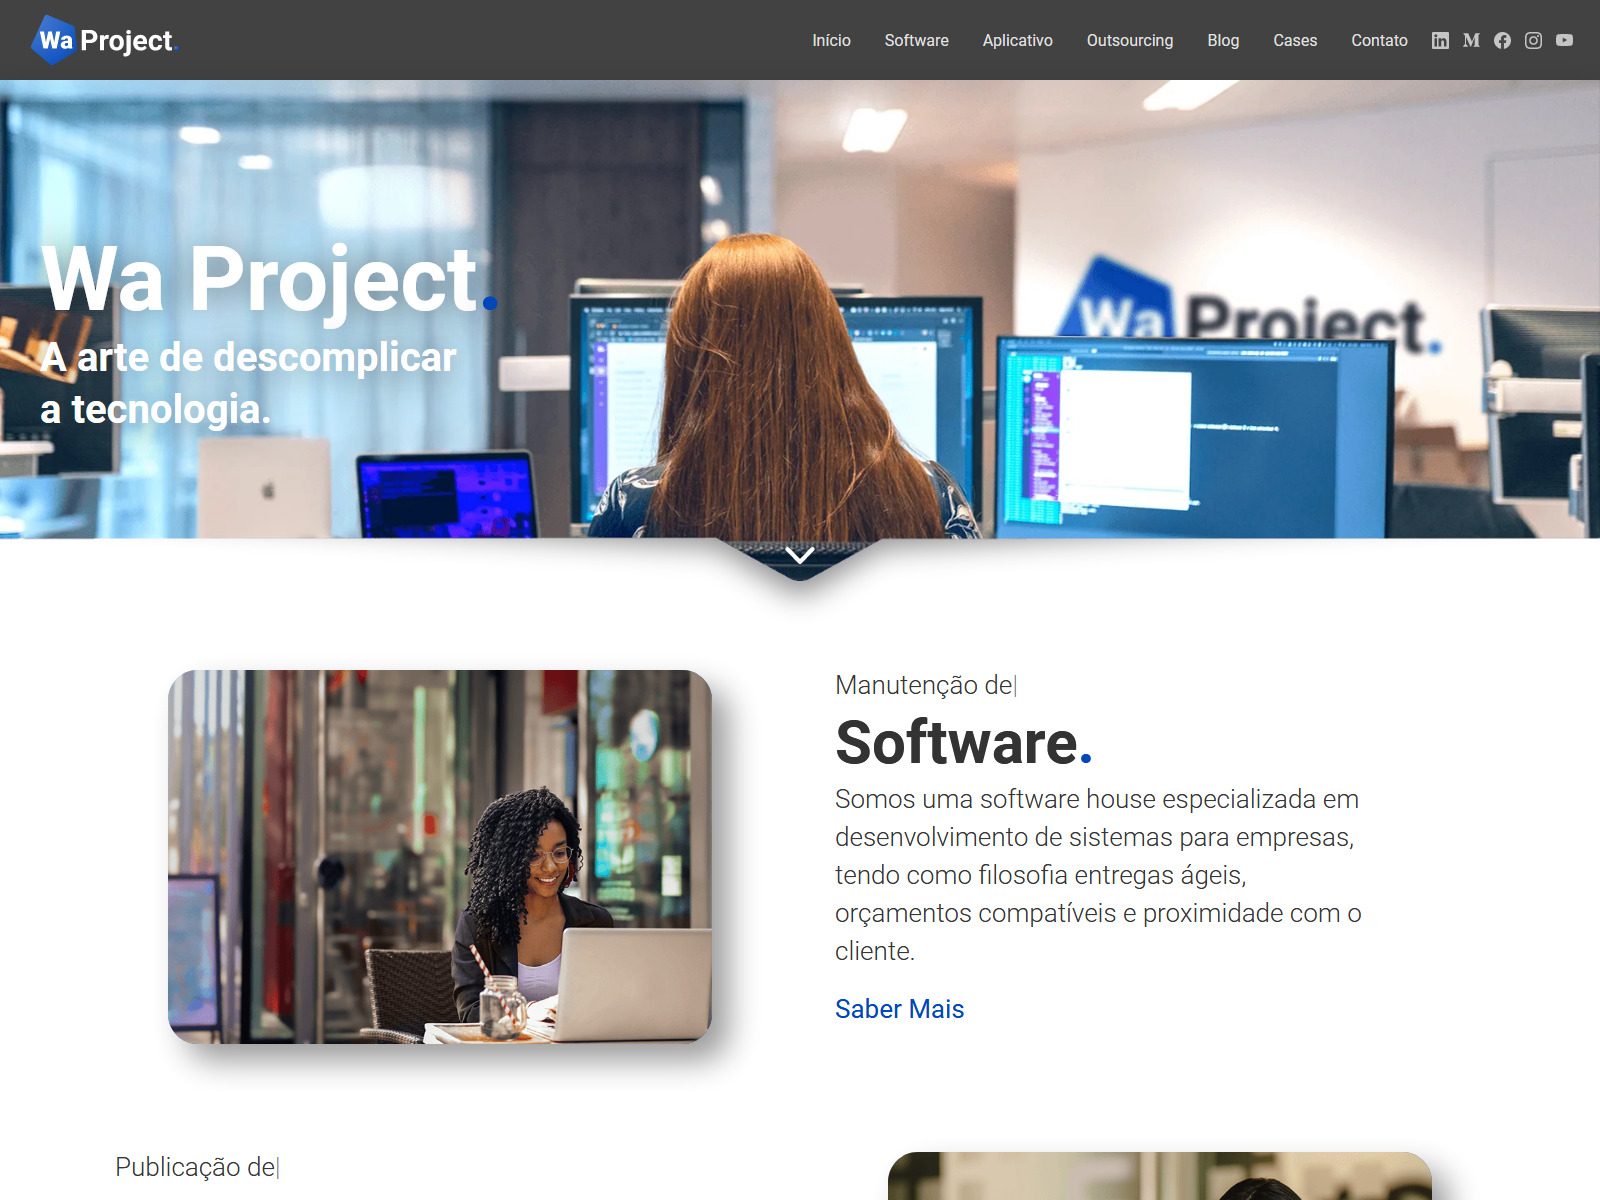 Wa Project.
Início Software Aplicativo Outsourcing Blog Cases Contato
Wa Project.
A arte de descomplicar
a tecnologia.
Wa Project.
Manutenção de|
Software.
Somos uma software house especializada em
desenvolvimento de sistemas para empresas,
tendo como filosofia entregas ágeis,
orçamentos compatíveis e proximidade com o
cliente.
Saber Mais
Publicação de|